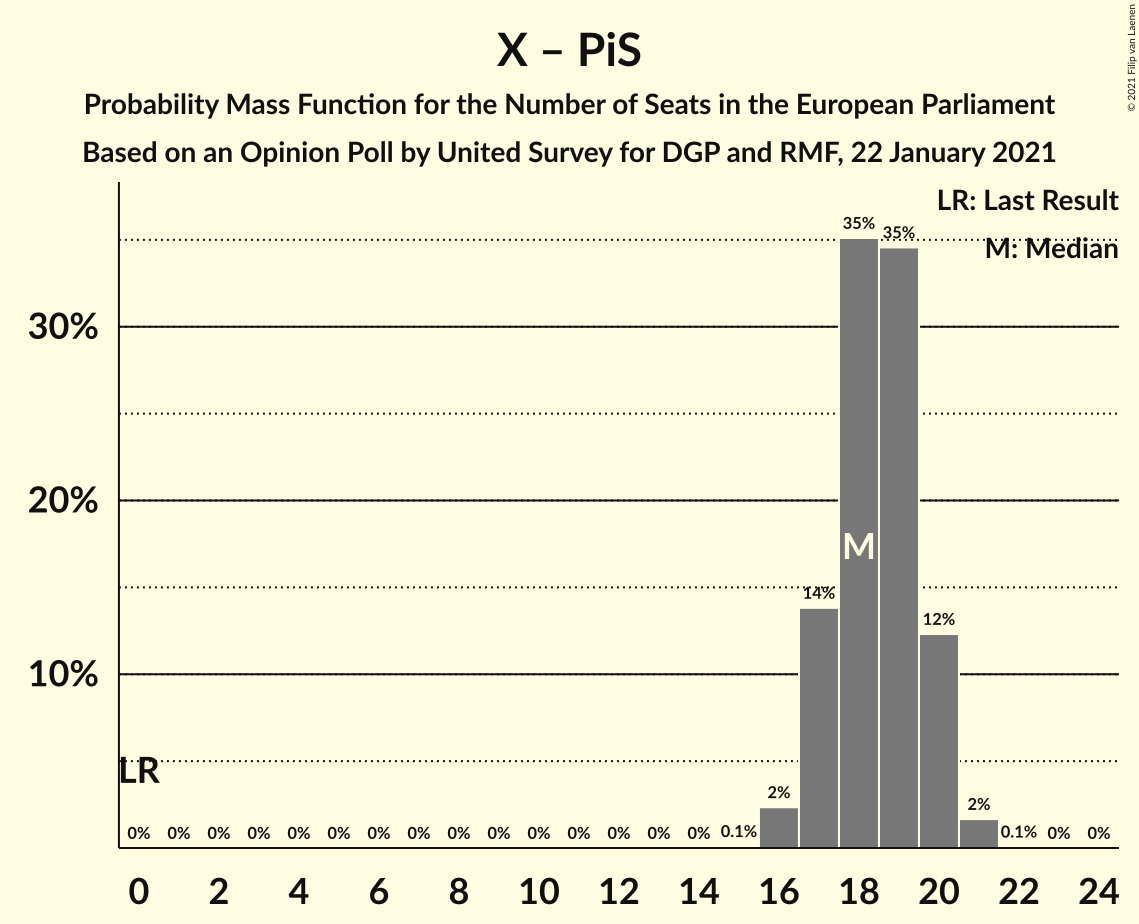 X – PiS
Probability Mass Function for the Number of Seats in the European Parliament
Based on an Opinion Poll by United Survey for DGP and RMF, 22 January 2021
© 2021 Filip van Laenen
LR: Last Result
M: Median
35%
35%
30%
20%
M
14%
12%
10%
LR
2%
2%
0% 0% 0% 0% 0% 0% 0% 0% 0% 0% 0% 0% 0% 0% 0% 0.1% 0.1% 0% 0%
0 2 4 6 8 10 12 14 16 18 20 22 24